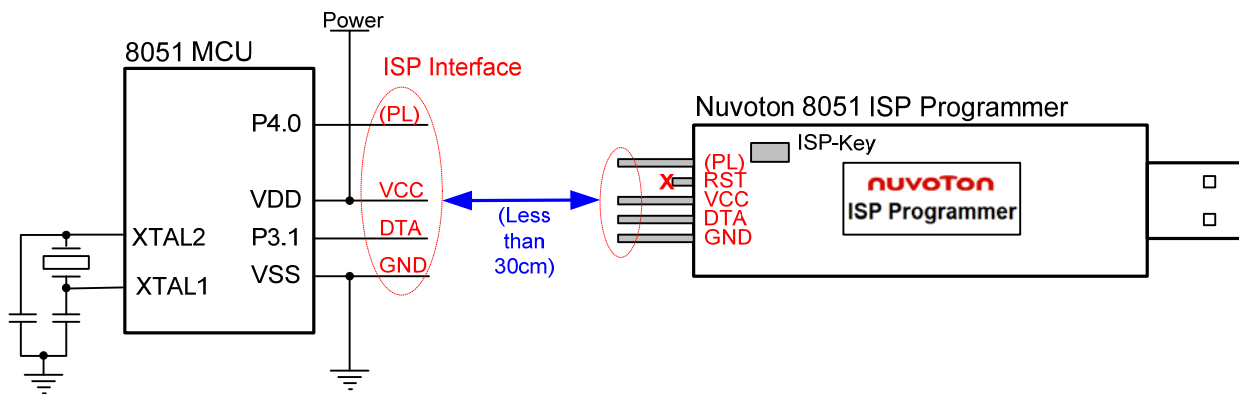 Power
8051 MCU
ISP Interface
P4.0
(PL)
VDD
VCC
XTAL2
P3.1
DTA
XTAL1
VSS
GND
(Less
than
30cm)
Nuvoton 8051 ISP Programmer
ISP-Key
(PL)
X
RST
VCC
DTA
GND
nuvoTon
ISP Programmer